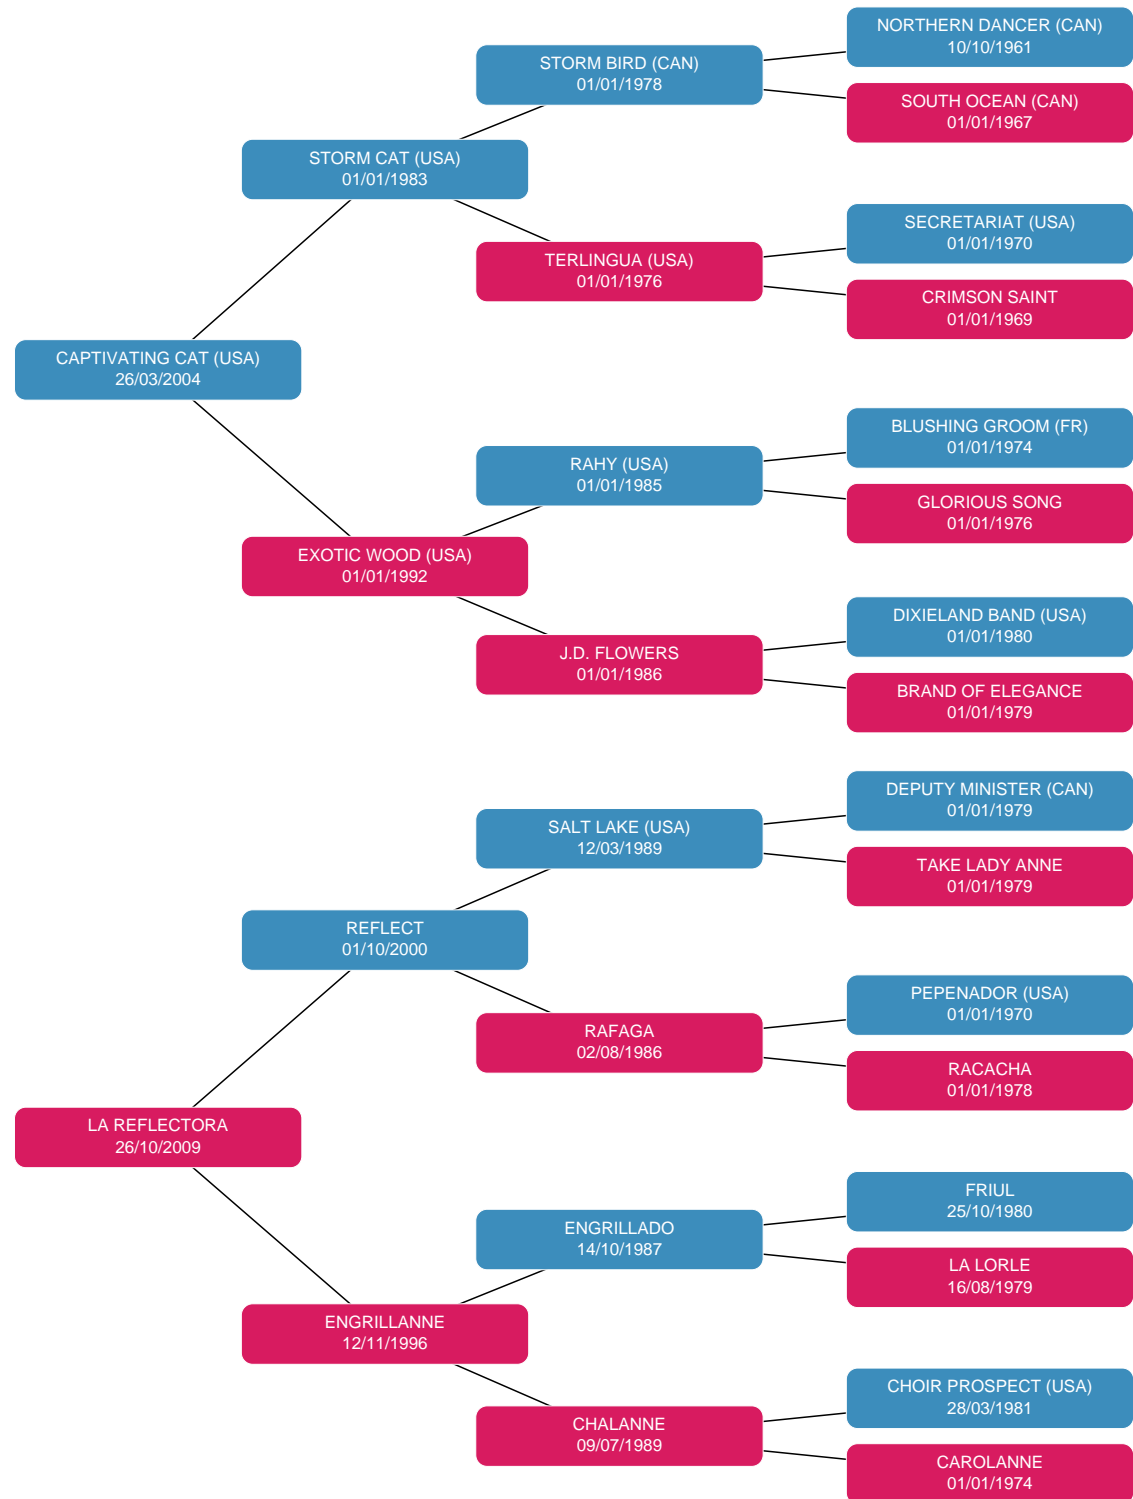 NORTHERN DANCER (CAN)
10/10/1961
STORM BIRD (CAN)
01/01/1978
SOUTH OCEAN (CAN)
01/01/1967
STORM CAT (USA)
01/01/1983
SECRETARIAT (USA)
01/01/1970
TERLINGUA (USA)
01/01/1976
CRIMSON SAINT
01/01/1969
CAPTIVATING CAT (USA)
26/03/2004
BLUSHING GROOM (FR)
01/01/1974
RAHY (USA)
01/01/1985
GLORIOUS SONG
01/01/1976
EXOTIC WOOD (USA)
01/01/1992
DIXIELAND BAND (USA)
01/01/1980
J.D. FLOWERS
01/01/1986
BRAND OF ELEGANCE
01/01/1979
DEPUTY MINISTER (CAN)
01/01/1979
SALT LAKE (USA)
12/03/1989
TAKE LADY ANNE
01/01/1979
REFLECT
01/10/2000
PEPENADOR (USA)
01/01/1970
RAFAGA
02/08/1986
RACACHA
01/01/1978
LA REFLECTORA
26/10/2009
FRIUL
25/10/1980
ENGRILLADO
14/10/1987
LA LORLE
16/08/1979
ENGRILLANNE
12/11/1996
CHOIR PROSPECT (USA)
28/03/1981
CHALANNE
09/07/1989
CAROLANNE
01/01/1974